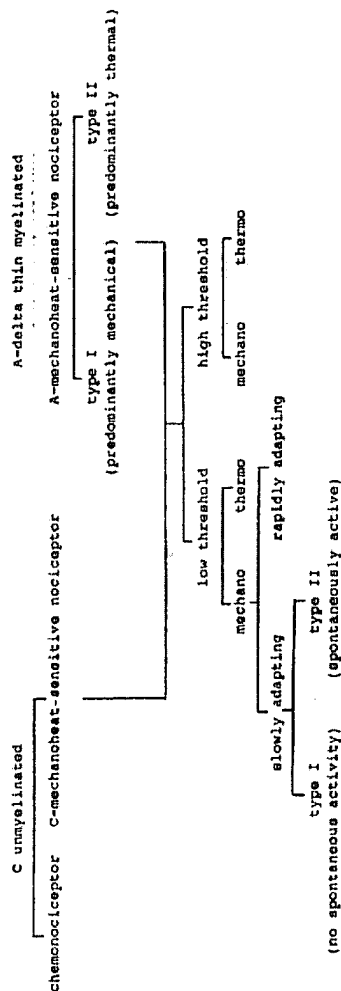 C unmyelinated
A-delta thin myelinated
chemonociceptor C-mechanoheat-sensitive nociceptor
A-mechanoheat-sensitive nociceptor
type I
type II
(predominantly mechanical)
(predominantly thermal)
low threshold
high threshold
mechano thermo
mechano thermo
slowly adapting
rapidly adapting
type I
type II
(no spontaneous activity)
(spontaneously active)